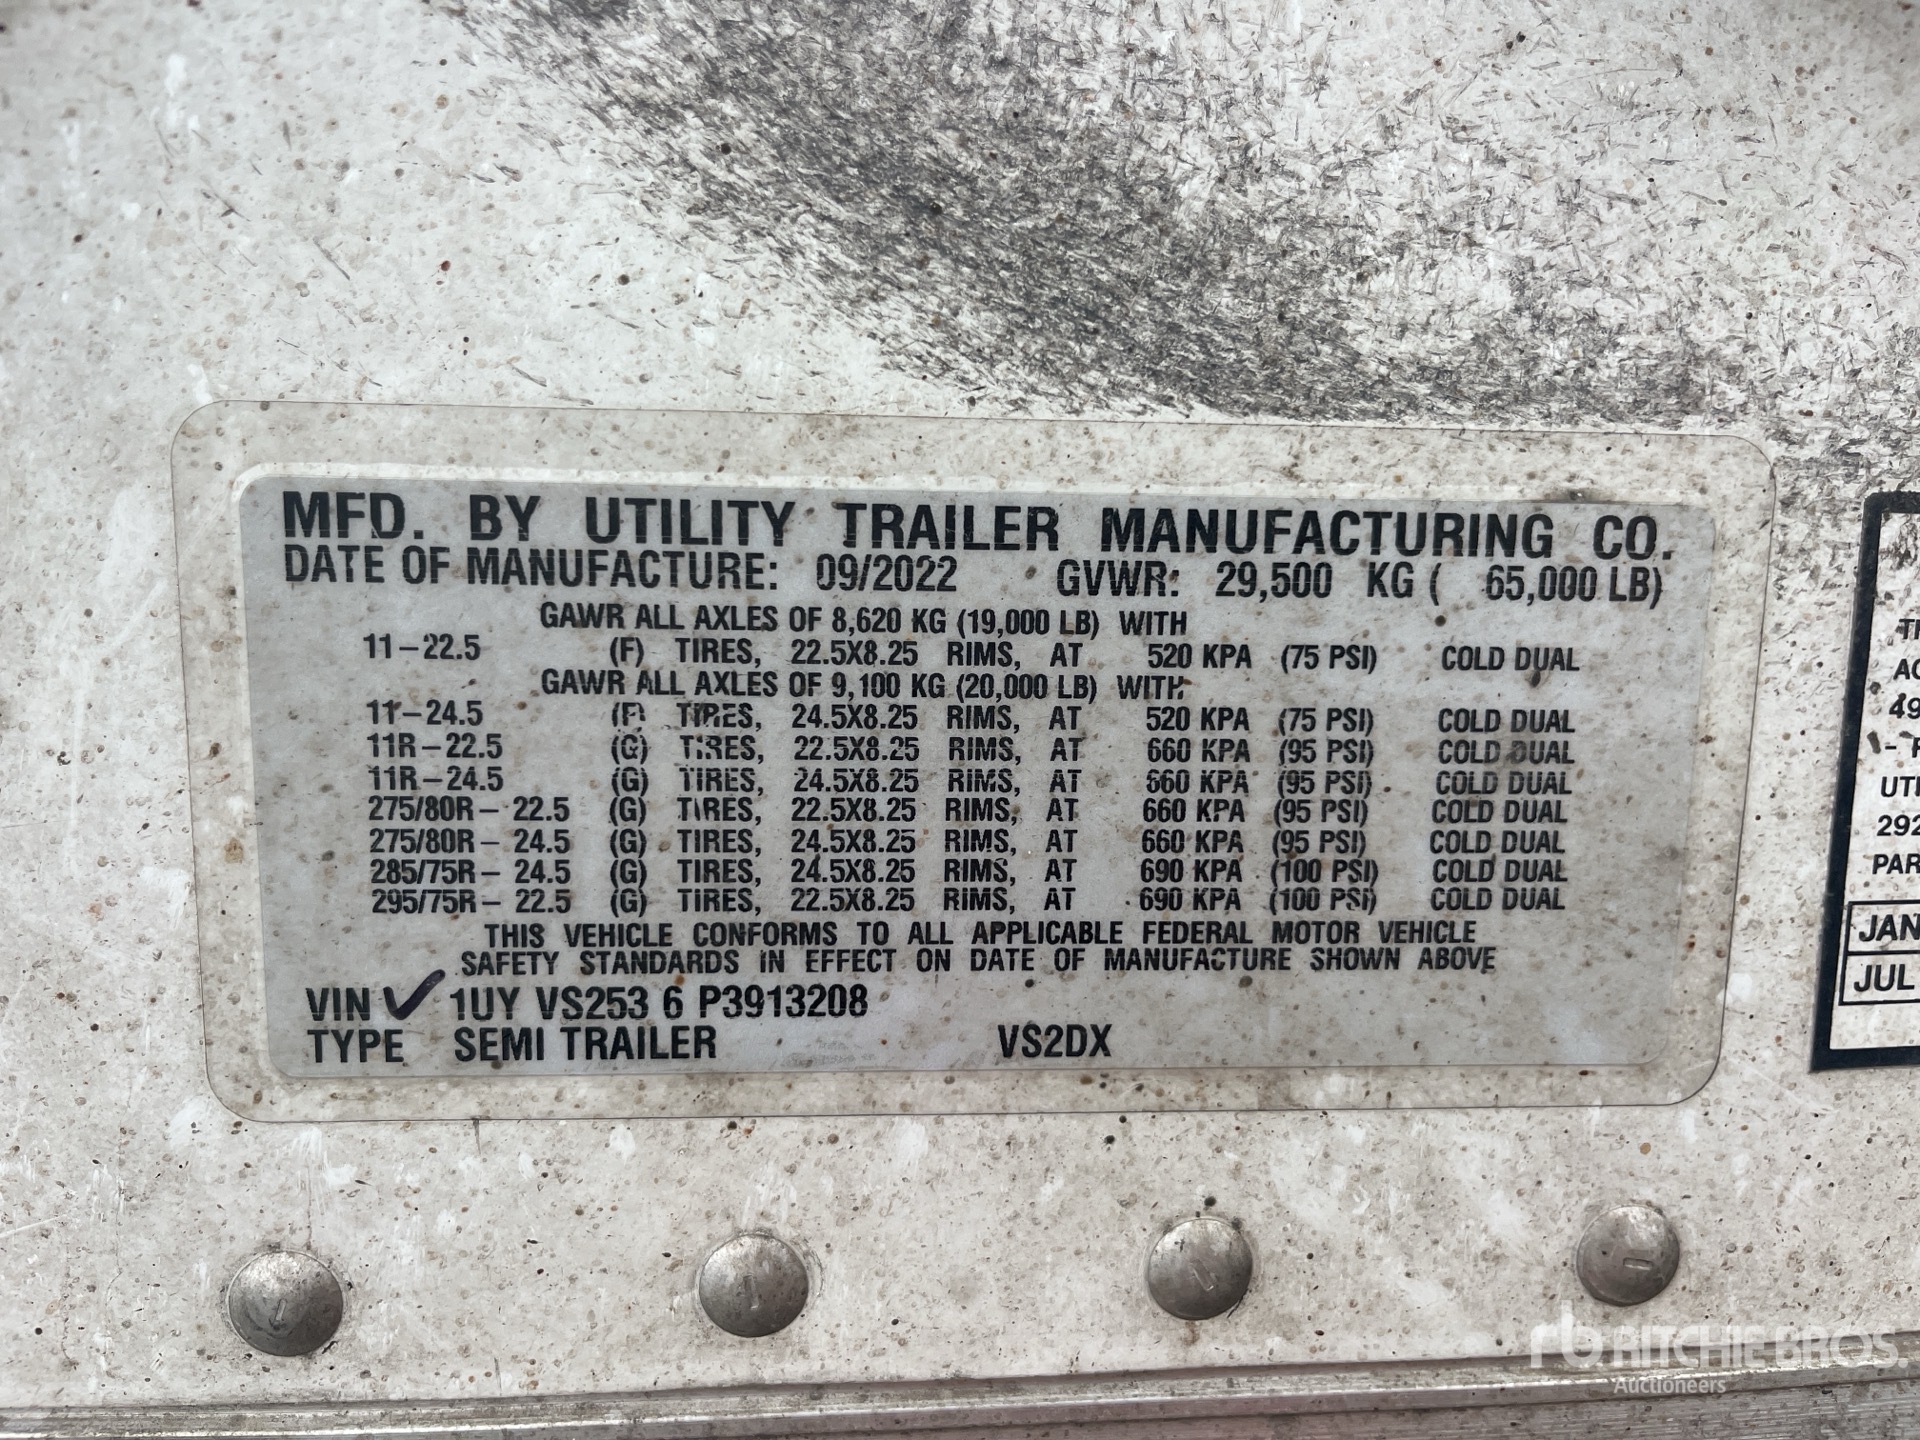 MFD. BY UTILITY TRAILER MANUFACTURING CO.
DATE OF MANUFACTURE: 09/2022 GVWR: 29,500 KG ( 65,000 LB)
GAWR ALL AXLES OF 8,620 KG (19,000 LB) WITH
11-22.5 (F) TIRES, 22.5X8.25 RIMS, AT 520 KPA (75 PSI) COLD DUAL
GAWR ALL AXLES OF 9,100 KG (20,000 LB) WITH
11-24.5 (F) TIRES, 24.5X8.25 RIMS, AT 520 KPA (75 PSI) COLD DUAL
11R-22.5 (G) TIRES, 22.5X8.25 RIMS, AT 660 KPA (95 PSI) COLD DUAL
11R-24.5 (G) TIRES, 24.5X8.25 RIMS, AT 660 KPA (95 PSI) COLD DUAL
275/80R- 22.5 (G) TIRES, 22.5X8.25 RIMS, AT 660 KPA (95 PSI) COLD DUAL
275/80R- 24.5 (G) TIRES, 24.5X8.25 RIMS, AT 660 KPA (95 PSI) COLD DUAL
285/75R- 24.5 (G) TIRES, 24.5X8.25 RIMS, AT 690 KPA (100 PSI) COLD DUAL
295/75R- 22.5 (G) TIRES, 22.5X8.25 RIMS, AT 690 KPA (100 PSI) COLD DUAL
THIS VEHICLE CONFORMS TO ALL APPLICABLE FEDERAL MOTOR VEHICLE
SAFETY STANDARDS IN EFFECT ON DATE OF MANUFACTURE SHOWN ABOVE
VIN ✓ 1UY VS253 6 P3913208
TYPE SEMI TRAILER VS2DX
UTI
292
PAR
JAN
JUL
rb RITCHIE BROS.
Auctioneers